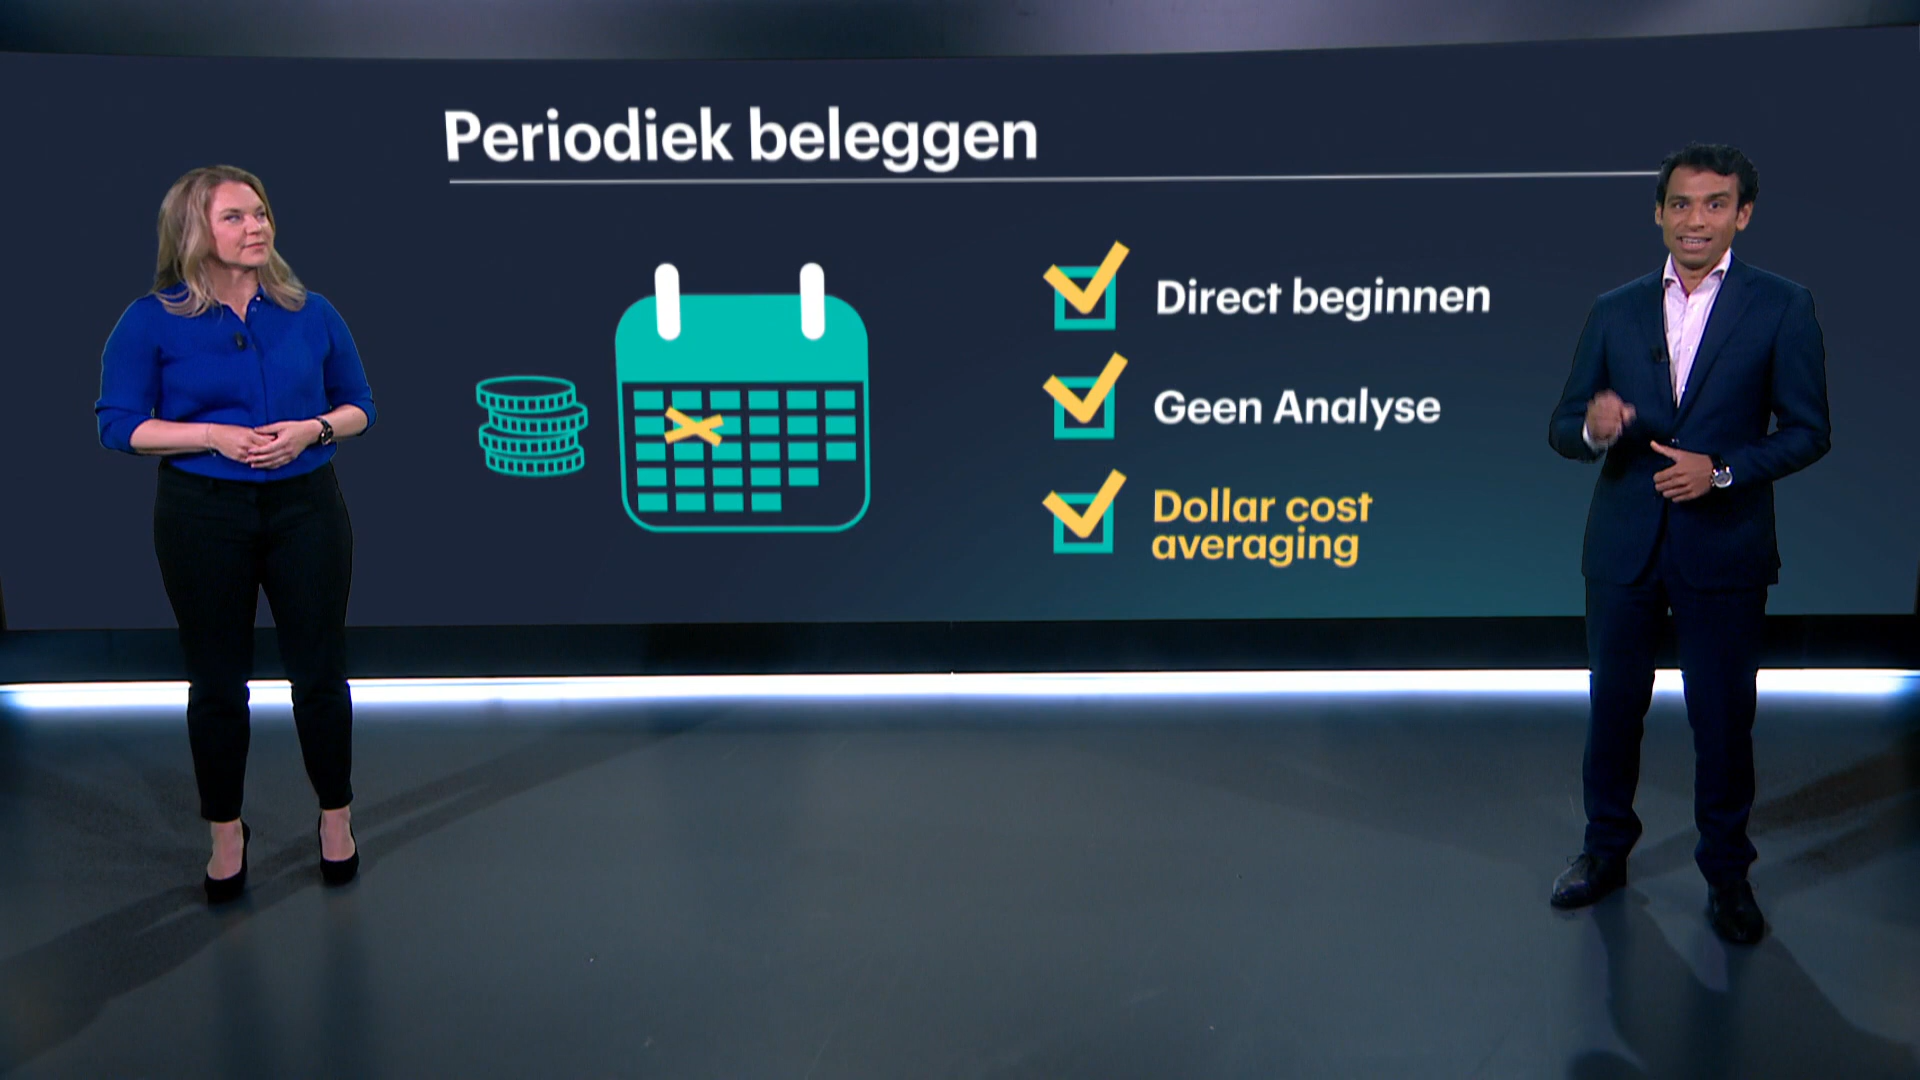 Periodiek beleggen
Direct beginnen
Geen Analyse
Dollar cost
averaging